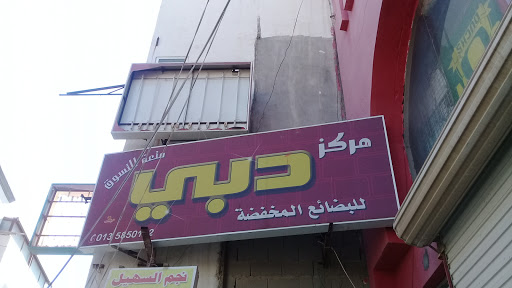 مركز
دبي
متعة التسوق
للبضائع المخفضة
نجم السهيل